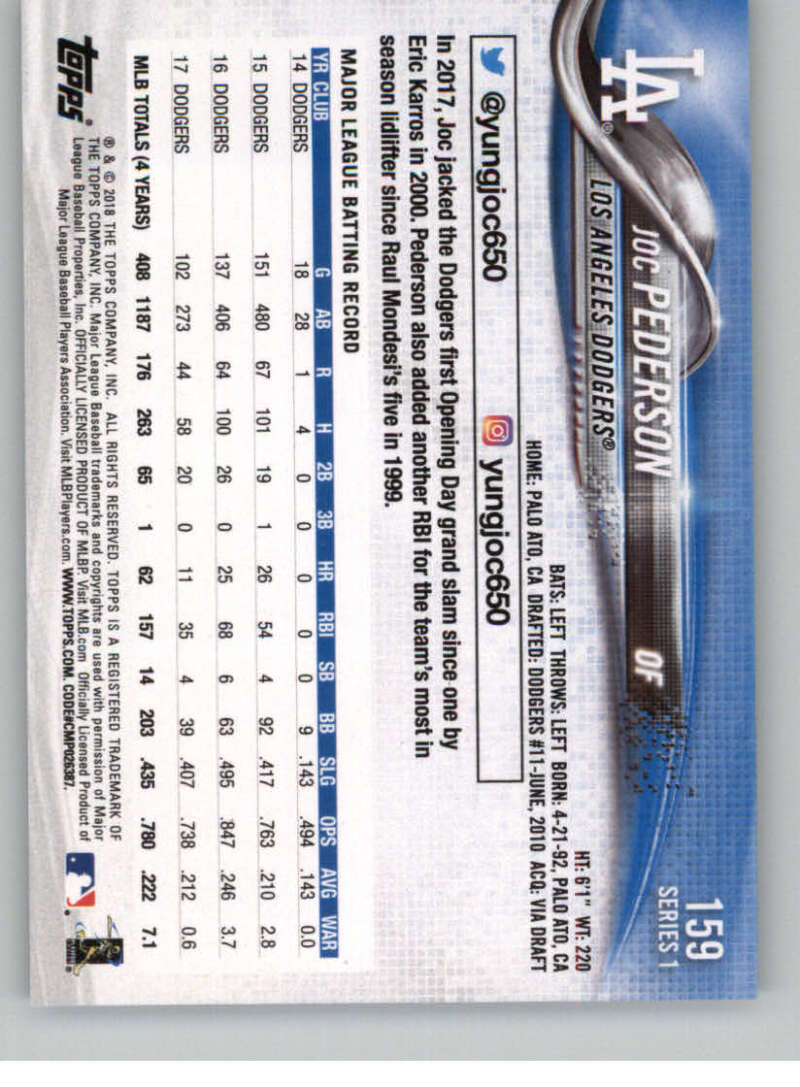 159
SERIES 1
LA®
JOC PEDERSON OF
LOS ANGELES DODGERS®
HT: 6'1" WT: 220
BATS: LEFT THROWS: LEFT BORN: 4-21-92, PALO ATO, CA
HOME: PALO ATO, CA DRAFTED: DODGERS #11-JUNE, 2010 ACQ: VIA DRAFT
@yungjoc650 yungjoc650
In 2017, Joc jacked the Dodgers first Opening Day grand slam since one by
Eric Karros in 2000. Pederson also added another RBI for the team's most in
season lidlifter since Raul Mondesi's five in 1999.
MAJOR LEAGUE BATTING RECORD
YR CLUB G AB R H 2B 3B HR RBI SB BB SLG OPS AVG WAR
14 DODGERS 18 28 1 4 0 0 0 0 0 9 .143 .494 .143 0.0
15 DODGERS 151 480 67 101 19 1 26 54 4 92 .417 .763 .210 2.8
16 DODGERS 137 406 64 100 26 0 25 68 6 63 .495 .847 .246 3.7
17 DODGERS 102 273 44 58 20 0 11 35 4 39 .407 .738 .212 0.6
MLB TOTALS (4 YEARS) 408 1187 176 263 65 1 62 157 14 203 .435 .780 .222 7.1
topps®
® & © 2018 THE TOPPS COMPANY, INC. ALL RIGHTS RESERVED. TOPPS IS A REGISTERED TRADEMARK OF
THE TOPPS COMPANY, INC. Major League Baseball trademarks and copyrights are used with permission of Major
League Baseball Properties, Inc. OFFICIALLY LICENSED PRODUCT OF MLBP. Visit MLB.com Officially Licensed Product of
Major League Baseball Players Association. Visit MLBPlayers.com. WWW.TOPPS.COM. CODE#CMP026387.